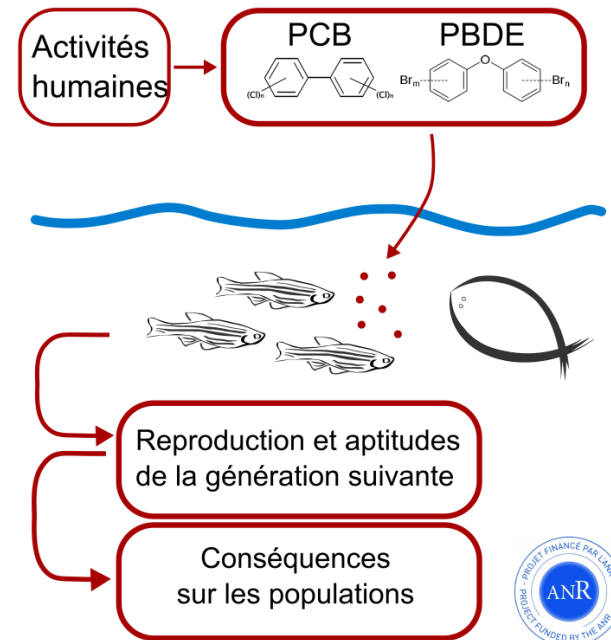 Activités
humaines
PCB
PBDE
(Cl)n
(Cl)n
Brm
O
Brn
Reproduction et aptitudes
de la génération suivante
Conséquences
sur les populations
PROJET FINANCÉ PAR L'ANR
ANR
PROJECT FUNDED BY THE ANR